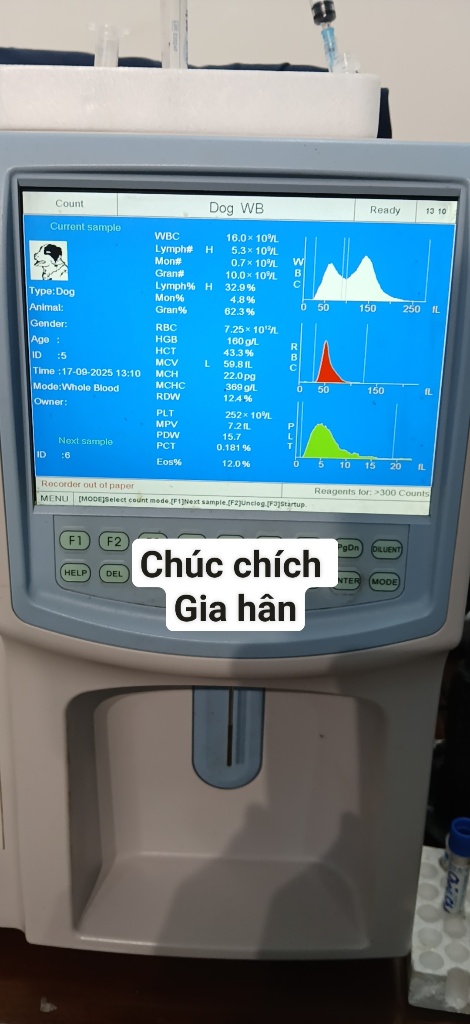 Count Dog WB Ready 13 10
Current sample
Type:Dog
Animal:
Gender:
Age :
ID :5
Time :17-09-2025 13:10
Mode:Whole Blood
Owner:
Next sample
ID :6
WBC 16.0 × 10⁹/L
Lymph# H 5.3 × 10⁹/L
Mon# 0.7 × 10⁹/L
Gran# 10.0 × 10⁹/L
Lymph% H 32.9 %
Mon% 4.8 %
Gran% 62.3 %
RBC 7.25 × 10¹²/L
HGB 160 g/L
HCT 43.3 %
MCV L 59.8 fL
MCH 22.0 pg
MCHC 369 g/L
RDW 12.4 %
PLT 252 × 10⁹/L
MPV 7.2 fL
PDW 15.7
PCT 0.181 %
Eos% 12.0 %
WBC
0 50 150 250 fL
RBC
0 50 150 fL
PLT
0 5 10 15 20 fL
Recorder out of paper
Reagents for: >300 Counts
MENU [MODE]Select count mode,[F1]Next sample,[F2]Unclog,[F3]Startup.
F1 F2 PgDn DILUENT
HELP DEL MODE
Chúc chích
Gia hân